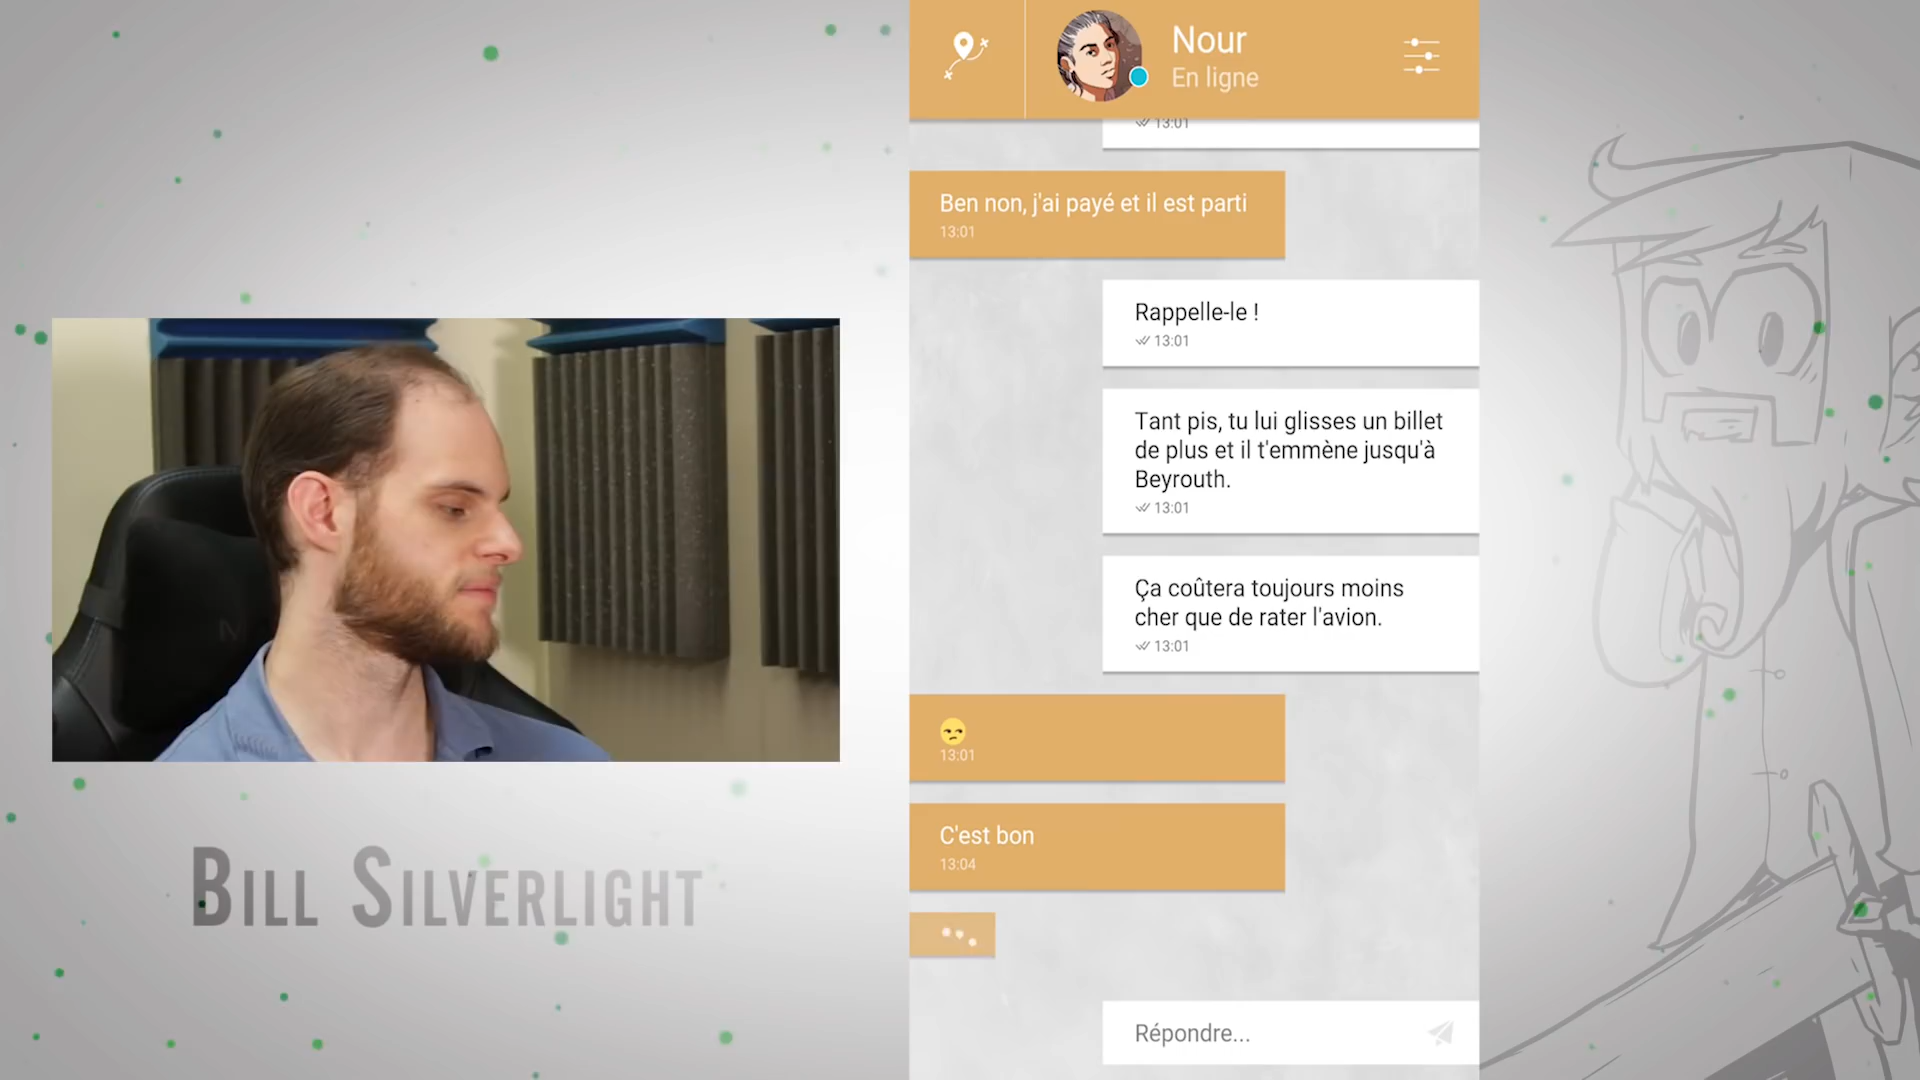 Nour
En ligne
13:01
Ben non, j'ai payé et il est parti
13:01
Rappelle-le !
13:01
Tant pis, tu lui glisses un billet
de plus et il t'emmène jusqu'à
Beyrouth.
13:01
Ça coûtera toujours moins
cher que de rater l'avion.
13:01
13:01
C'est bon
13:04
Répondre...
BILL SILVERLIGHT